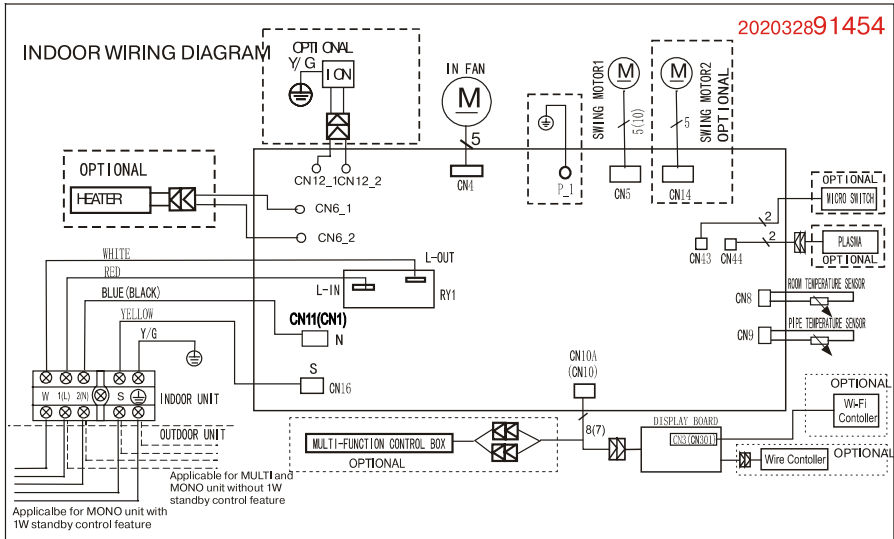 202032891454
INDOOR WIRING DIAGRAM
OPTIONAL
Y/G
ION
IN FAN
M
5
CN4
P_1
SWING MOTOR1
M
5(10)
CN5
SWING MOTOR2
OPTIONAL
M
5
CN14
CN12_1
CN12_2
OPTIONAL
HEATER
CN6_1
CN6_2
OPTIONAL
MICRO SWITCH
2
CN43
2
CN44
PLASMA
OPTIONAL
WHITE
RED
BLUE(BLACK)
YELLOW
Y/G
L-OUT
L-IN
RY1
CN11(CN1)
N
S
CN16
CN8
ROOM TEMPERATURE SENSOR
CN9
PIPE TEMPERATURE SENSOR
CN10A
(CN10)
8(7)
W 1(L) 2(N) S
INDOOR UNIT
OUTDOOR UNIT
MULTI-FUNCTION CONTROL BOX
OPTIONAL
DISPLAY BOARD
CN3(CN301)
OPTIONAL
Wi-Fi
Contoller
Wire Contoller
OPTIONAL
Applicable for MULTI and
MONO unit without 1W
standby control feature
Applicalbe for MONO unit with
1W standby control feature